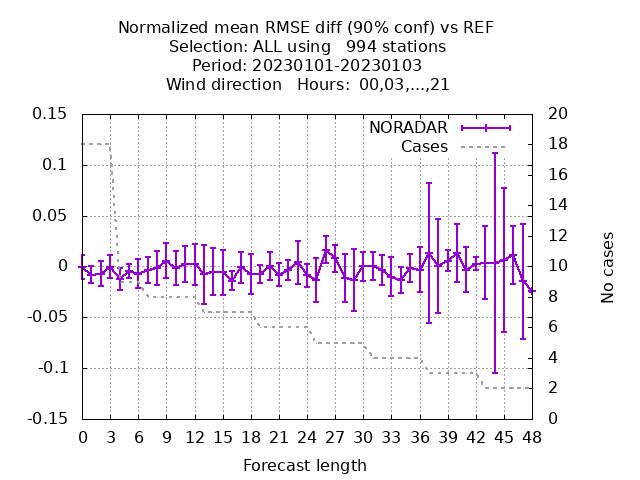 Normalized mean RMSE diff (90% conf) vs REF
Selection: ALL using   994 stations
Period: 20230101-20230103
Wind direction   Hours:  00,03,...,21
NORADAR
Cases
0.15
0.1
0.05
0
-0.05
-0.1
-0.15
20
18
16
14
12
10
8
6
4
2
0
No cases
0 3 6 9 12 15 18 21 24 27 30 33 36 39 42 45 48
Forecast length